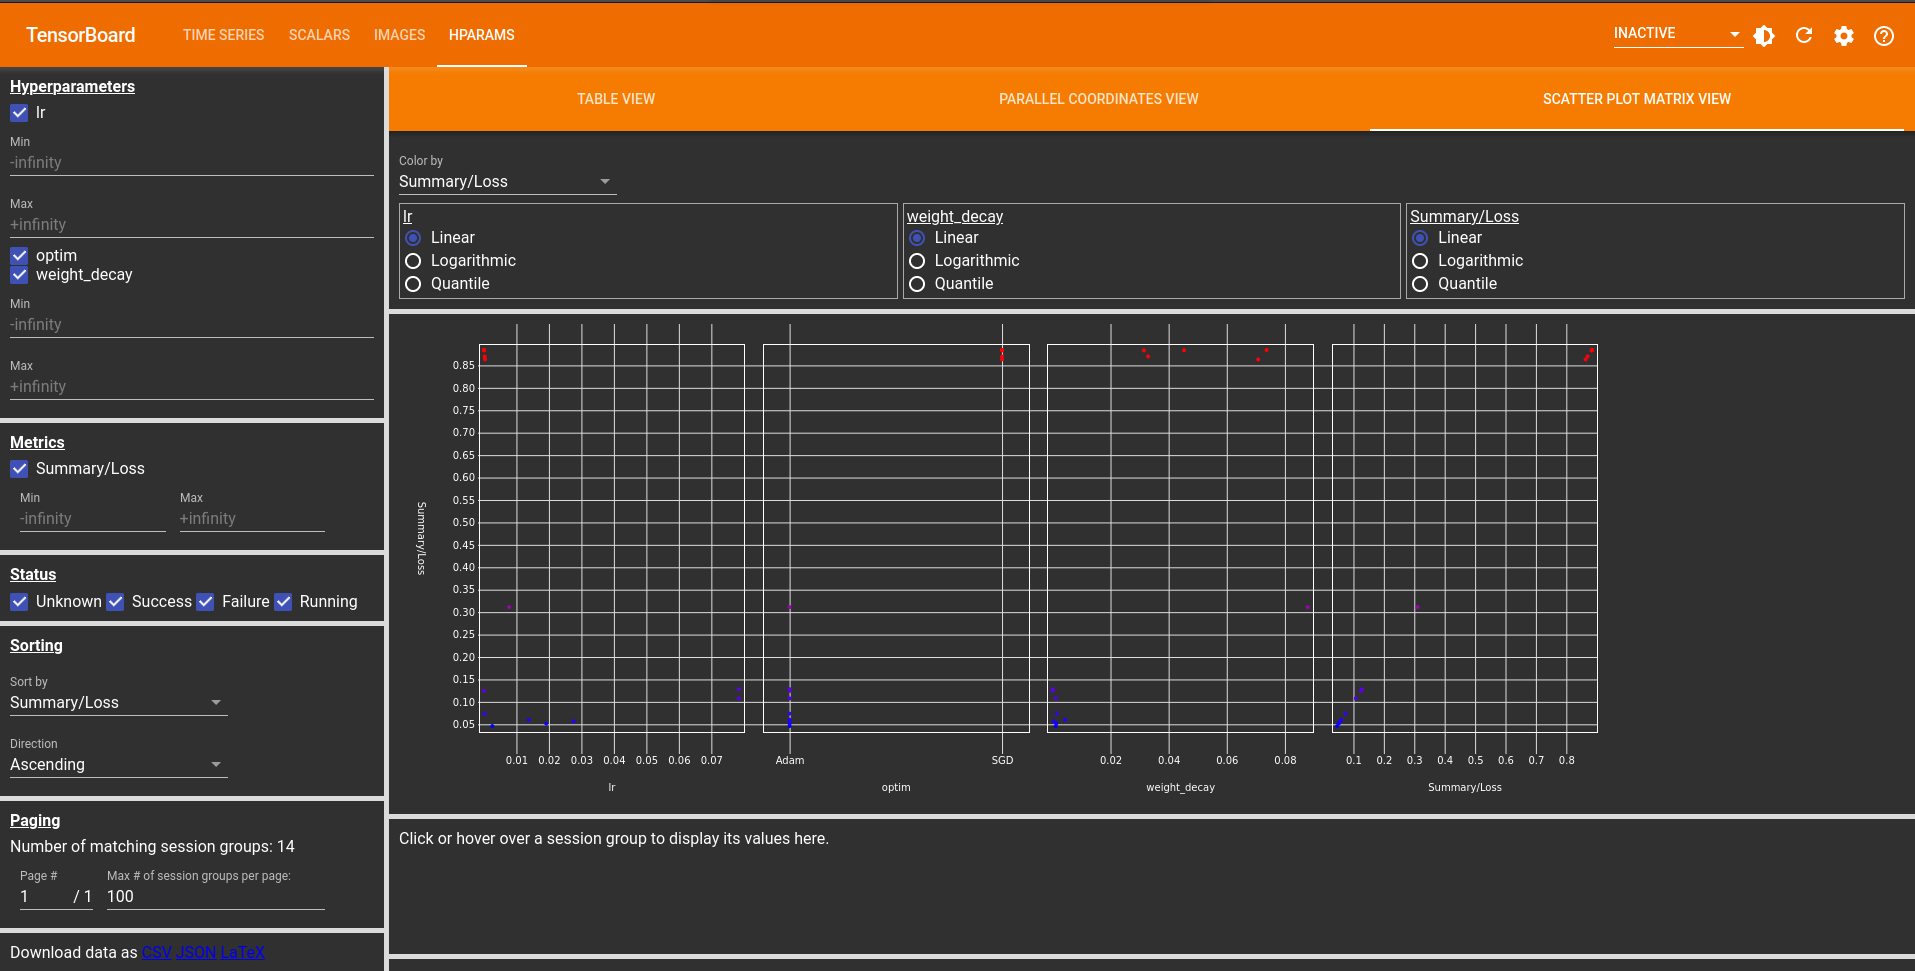 TensorBoard
TIME SERIES SCALARS IMAGES HPARAMS
INACTIVE
Hyperparameters
lr
Min
-infinity
Max
+infinity
optim
weight_decay
Min
-infinity
Max
+infinity
Metrics
Summary/Loss
Min Max
-infinity +infinity
Status
Unknown Success Failure Running
Sorting
Sort by
Summary/Loss
Direction
Ascending
Paging
Number of matching session groups: 14
Page # Max # of session groups per page:
1 / 1 100
Download data as CSV JSON LaTeX
TABLE VIEW PARALLEL COORDINATES VIEW SCATTER PLOT MATRIX VIEW
Color by
Summary/Loss
lr
Linear
Logarithmic
Quantile
weight_decay
Linear
Logarithmic
Quantile
Summary/Loss
Linear
Logarithmic
Quantile
Summary/Loss
0.85
0.80
0.75
0.70
0.65
0.60
0.55
0.50
0.45
0.40
0.35
0.30
0.25
0.20
0.15
0.10
0.05
0.01 0.02 0.03 0.04 0.05 0.06 0.07 Adam SGD 0.02 0.04 0.06 0.08 0.1 0.2 0.3 0.4 0.5 0.6 0.7 0.8
lr optim weight_decay Summary/Loss
Click or hover over a session group to display its values here.